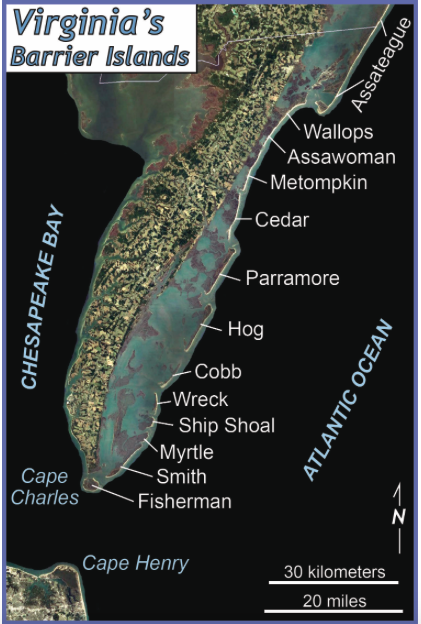 Virginia's
Barrier Islands
Assateague
Wallops
Assawoman
Metompkin
Cedar
CHESAPEAKE BAY
Parramore
Hog
ATLANTIC OCEAN
Cobb
Wreck
Ship Shoal
Myrtle
Smith
Cape
Charles
Fisherman
N
Cape Henry
30 kilometers
20 miles